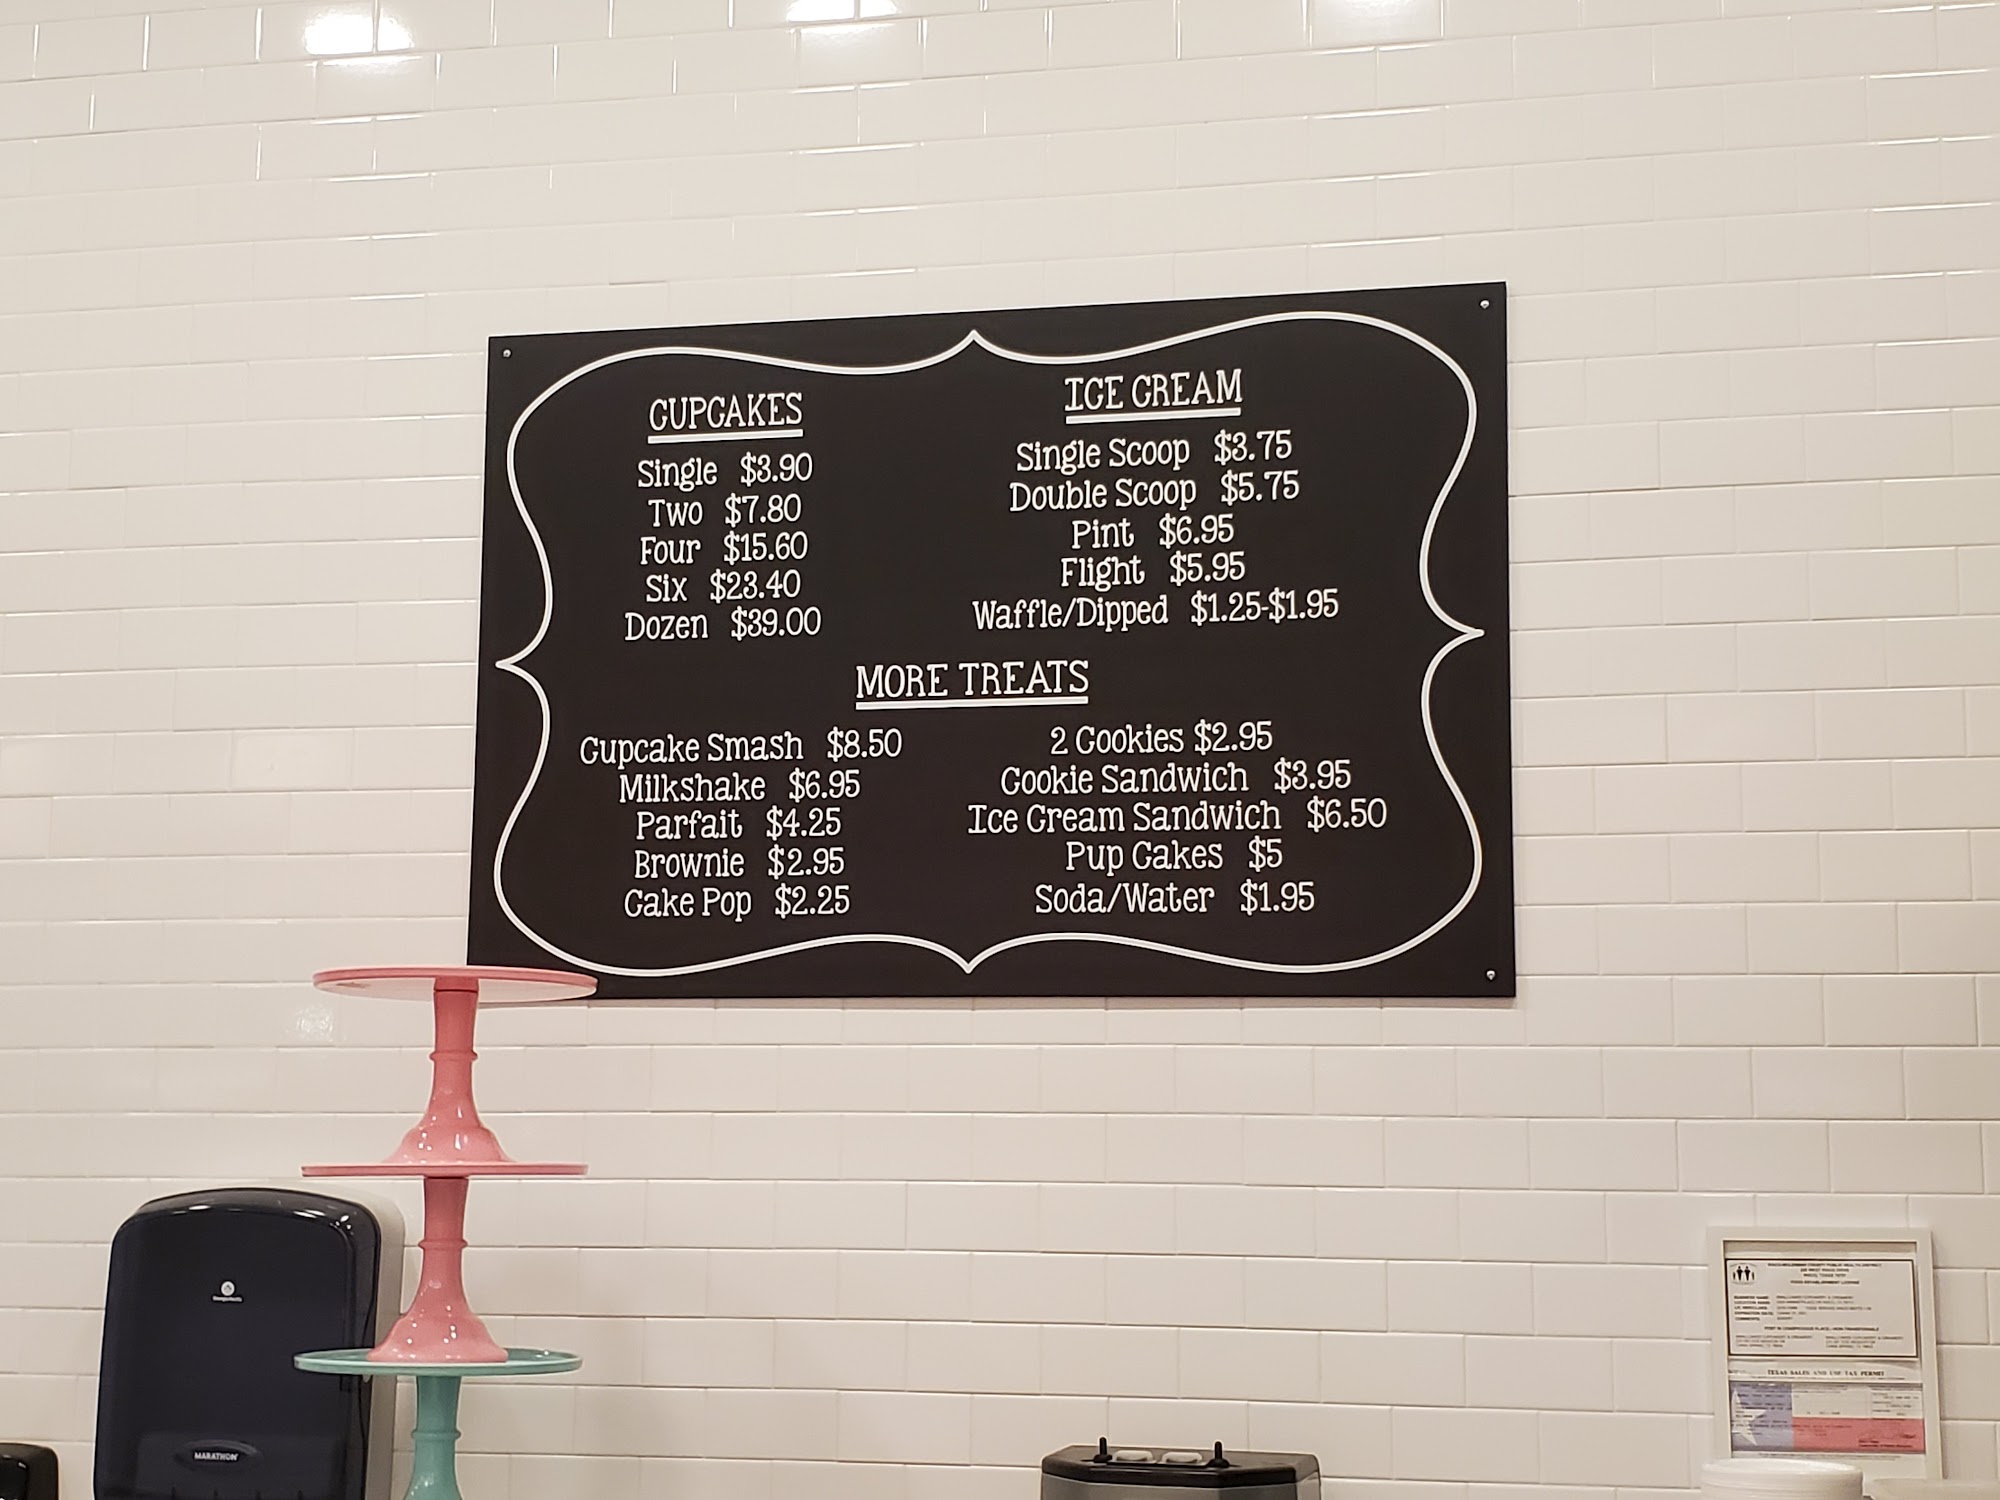 CUPCAKES
Single $3.90
Two $7.80
Four $15.60
Six $23.40
Dozen $39.00
ICE CREAM
Single Scoop $3.75
Double Scoop $5.75
Pint $6.95
Flight $5.95
Waffle/Dipped $1.25-$1.95
MORE TREATS
Cupcake Smash $8.50
Milkshake $6.95
Parfait $4.25
Brownie $2.95
Cake Pop $2.25
2 Cookies $2.95
Cookie Sandwich $3.95
Ice Cream Sandwich $6.50
Pup Cakes $5
Soda/Water $1.95
MARATHON
TEXAS SALES AND USE TAX PERMIT